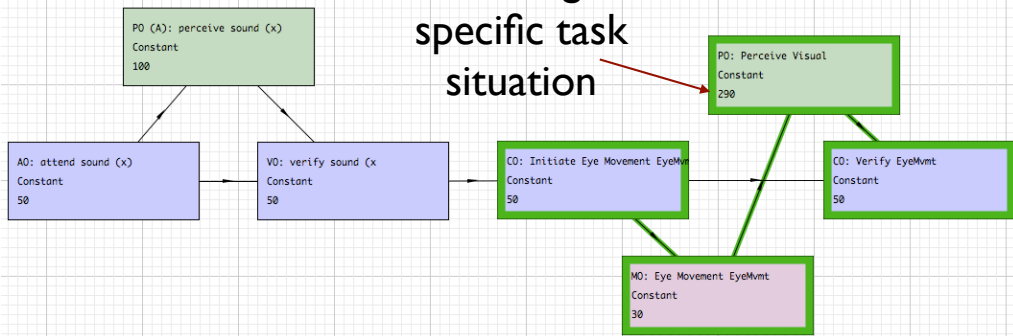 specific task
situation
PO (A): perceive sound (x)
Constant
100
PO: Perceive Visual
Constant
290
AO: attend sound (x)
Constant
50
VO: verify sound (x
Constant
50
CO: Initiate Eye Movement EyeMvm
Constant
50
CO: Verify EyeMvmt
Constant
50
MO: Eye Movement EyeMvmt
Constant
30